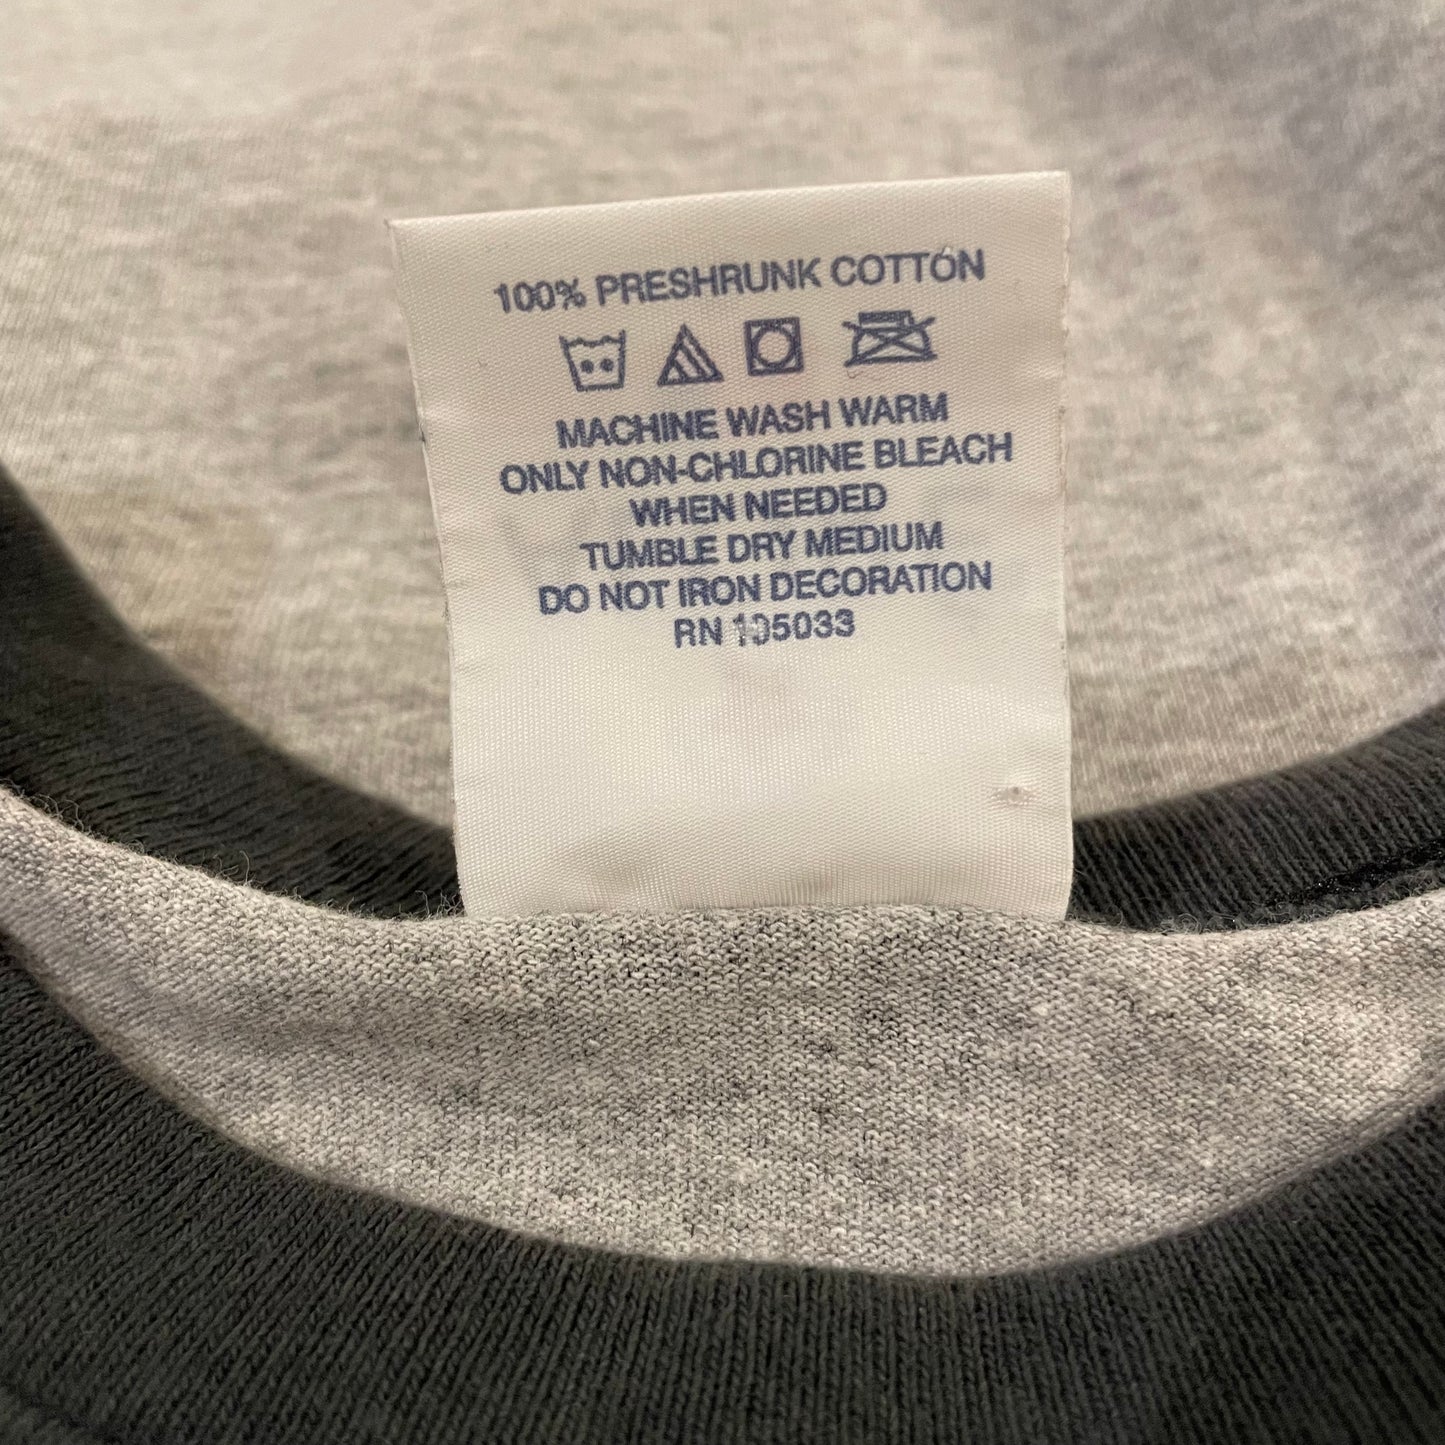 100% PRESHRUNK COTTON
MACHINE WASH WARM
ONLY NON-CHLORINE BLEACH
WHEN NEEDED
TUMBLE DRY MEDIUM
DO NOT IRON DECORATION
RN 105033